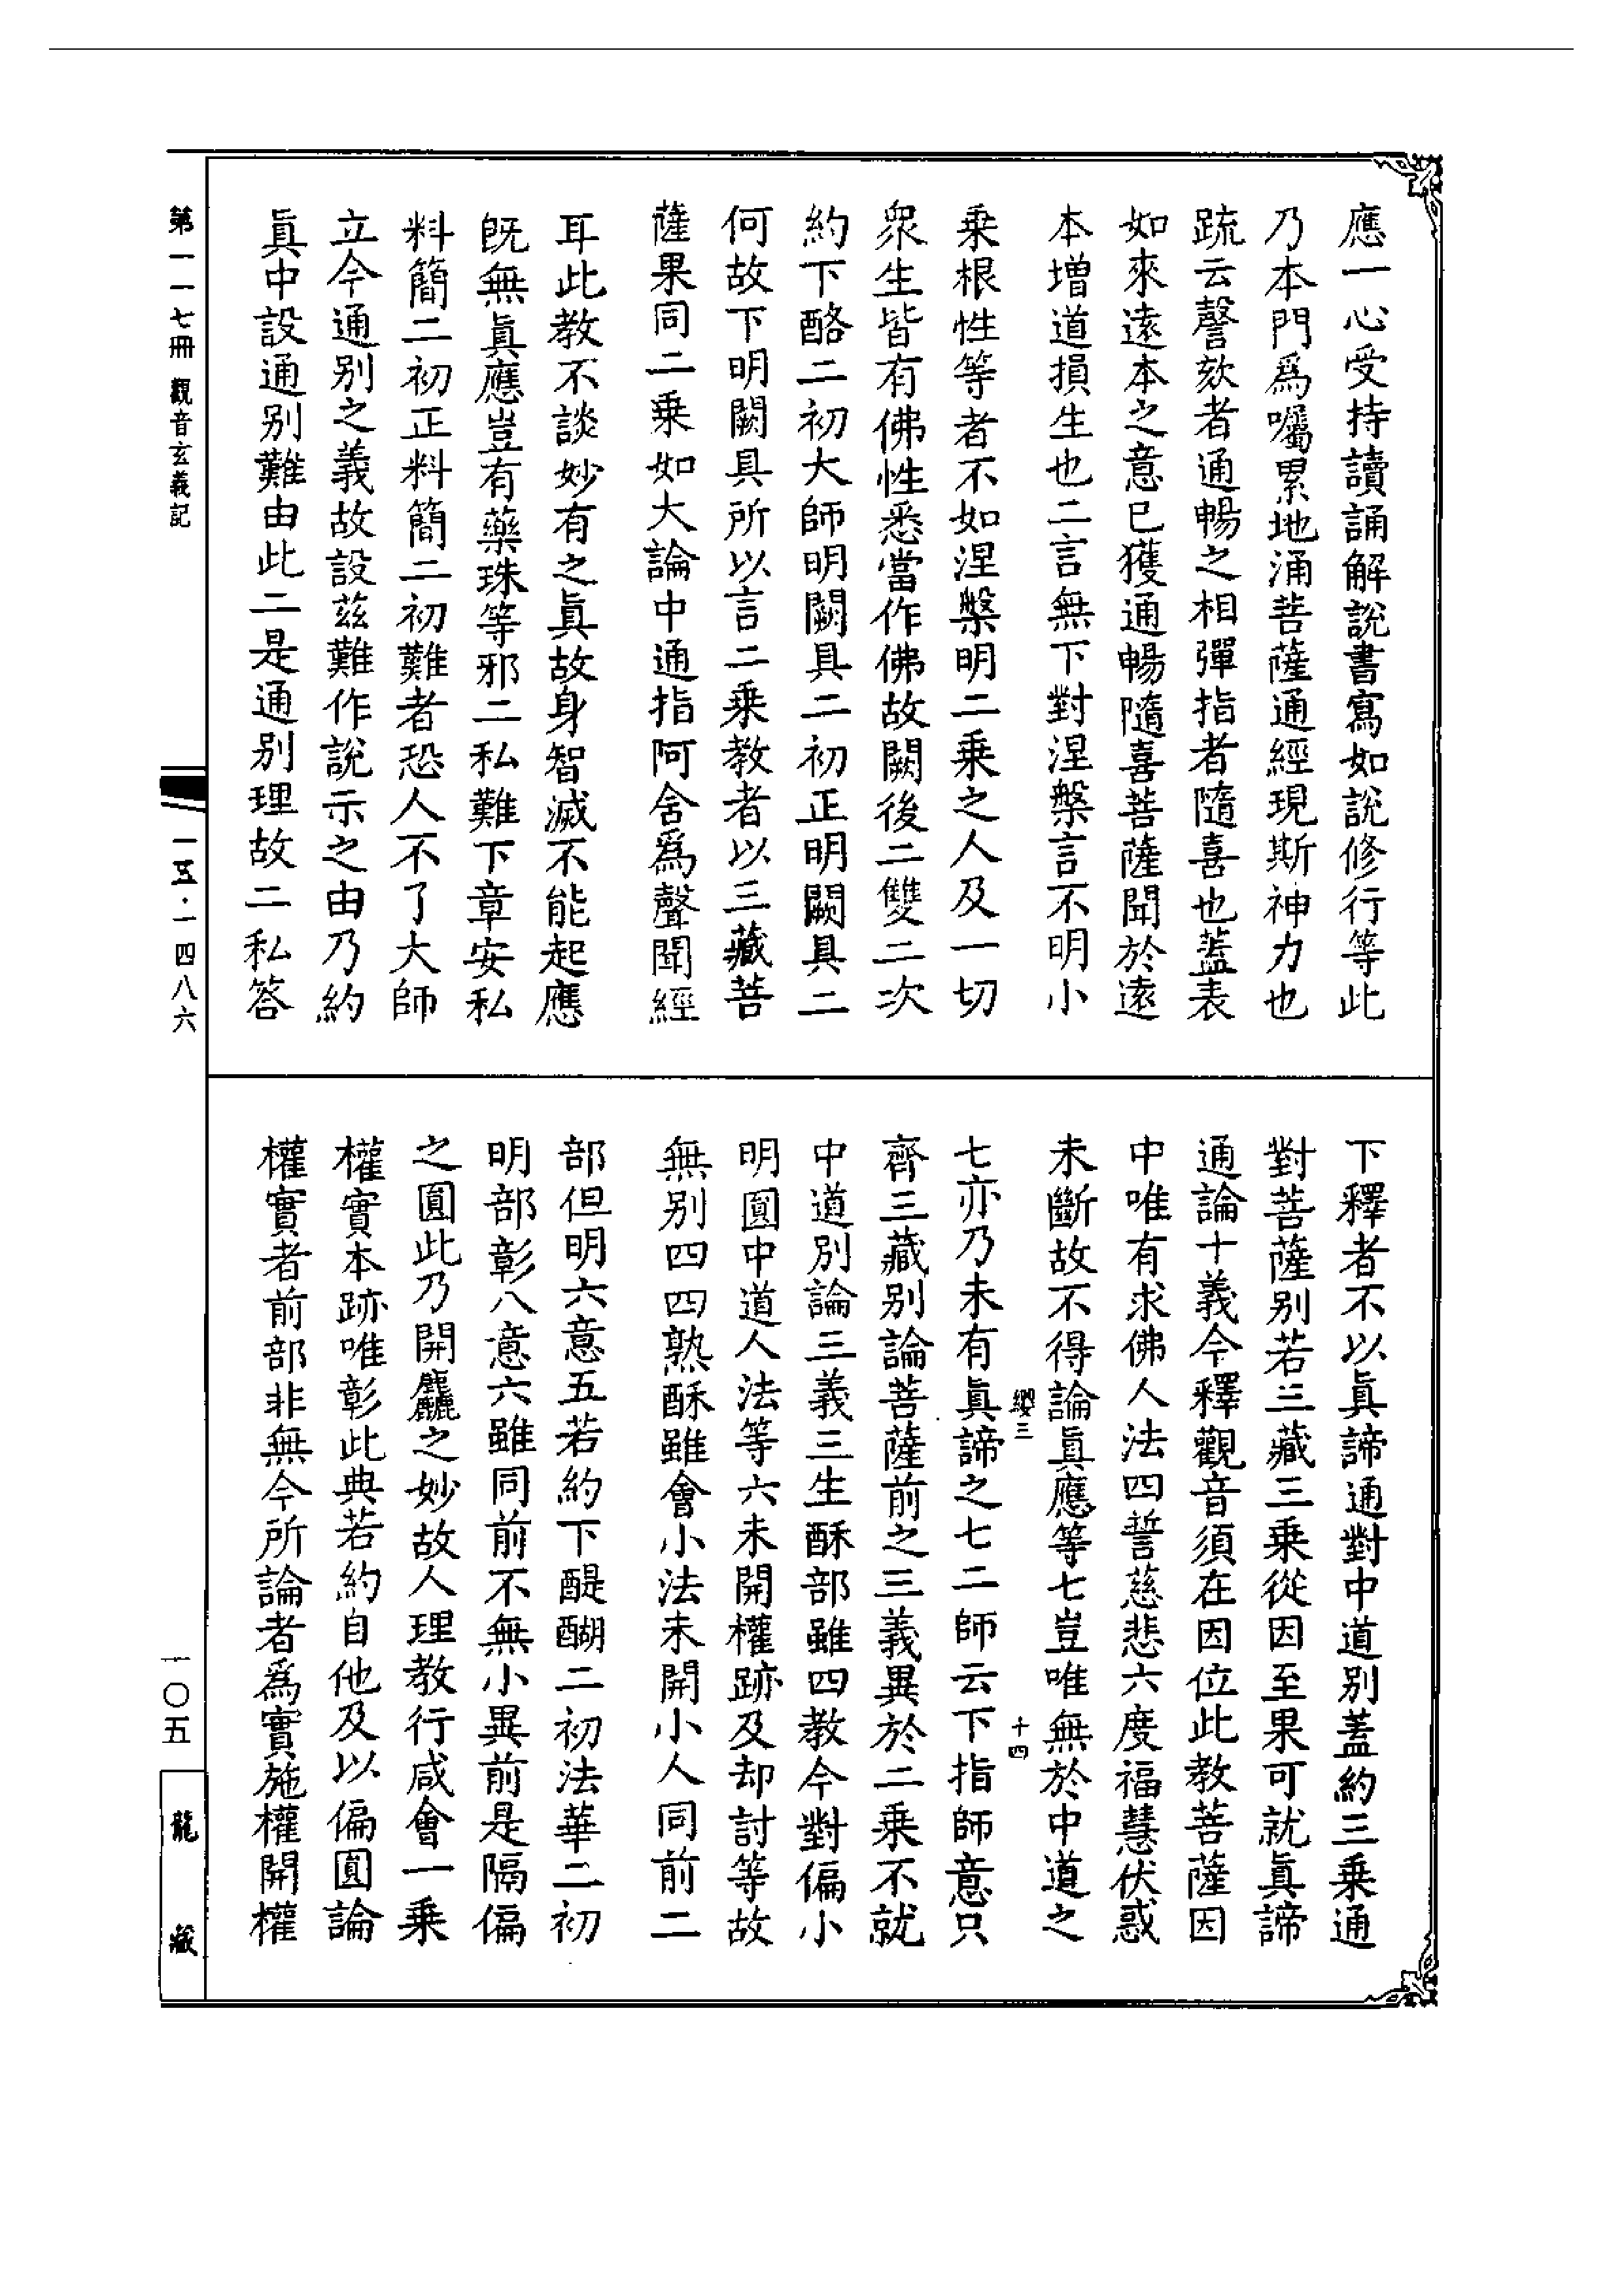 應一心受持讀誦解說書寫如說修行等此
乃本門爲囑累地涌菩薩通經現斯神力也
䟽云謦欬者通暢之相彈指者隨喜也蓋表
如來遠本之意已獲通暢隨喜菩薩聞於遠
本增道損生也二言無下對涅槃言不明小
乗根性等者不如涅槃明二乗之人及一切
衆生皆有佛性悉當作佛故闕後二雙二次
約下酪二初大師明闕具二初正明闕具二
何故下明闕具所以言二乗教者以三藏菩
薩果同二乗如大論中通指阿含爲聲聞經
耳此教不談妙有之真故身智滅不能起應
旣無真應豈有藥珠等邪二私難下章安私
料簡二初正料簡二初難者恐人不了大師
立今通别之義故設茲難作說示之由乃約
真中設通别難由此二是通别理故二私答
下釋者不以真諦通對中道别蓋約三乗通
對菩薩别若三藏三乗從因至果可就真諦
通論十義今釋觀音須在因位此教菩薩因
中唯有求佛人法四誓慈悲六度福慧伏惑
未斷故不得論真應等七豈唯無於中道之
纓三 十四
七亦乃未有真諦之七二師云下指師意只
齊三藏别論菩薩前之三義異於二乗不就
中道別論三義三生酥部雖四教今對偏小
明圓中道人法等六未開權跡及却討等故
無别四四熟酥雖會小法未開小人同前二
部但明六意五若約下醍醐二初法華二初
明部彰八意六雖同前不無小異前是隔偏
之圓此乃開麤之妙故人理教行咸會一乗
權實本跡唯彰此典若約自他及以偏圓論
權實者前部非無今所論者爲實施權開權
第一一七冊 觀音玄義記
一五·一四八六
一〇五
龍藏